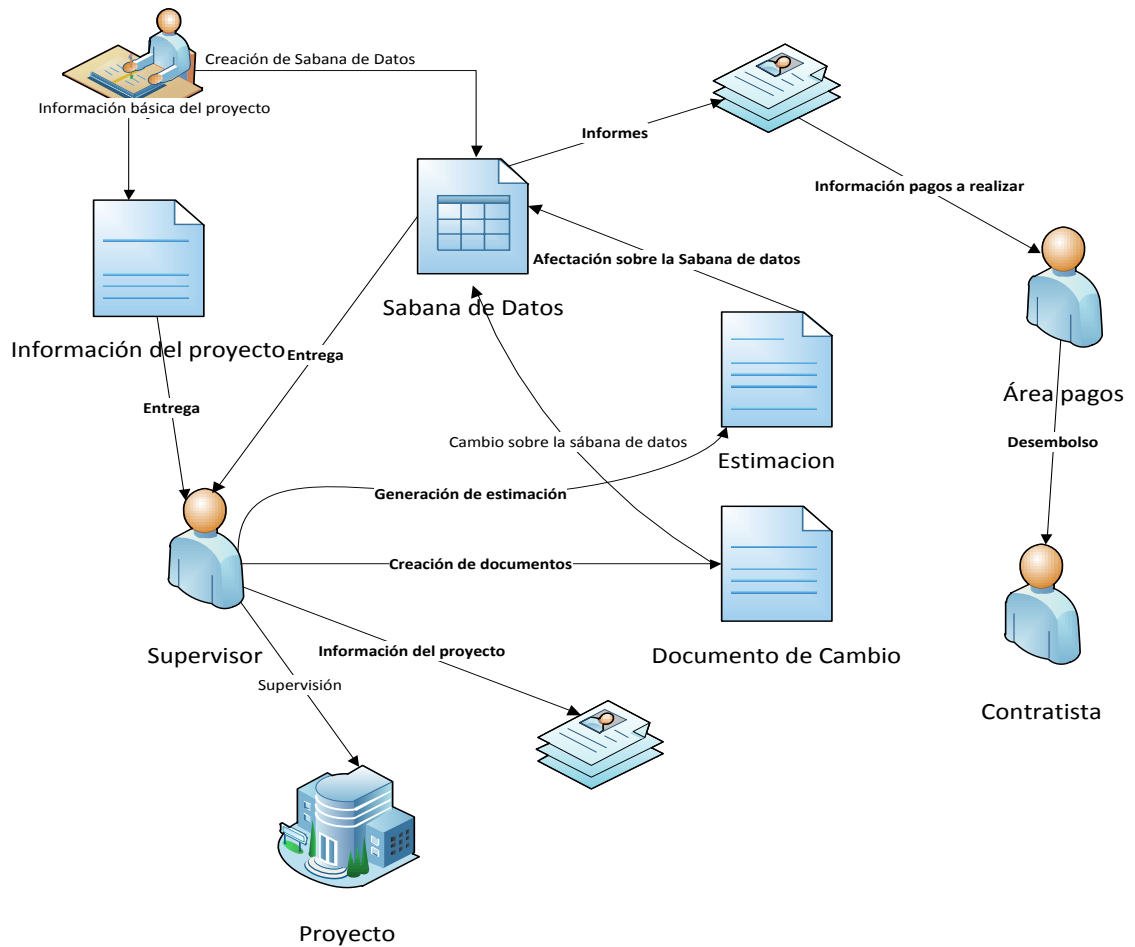 Creación de Sabana de Datos
Información básica del proyecto
Informes
Información pagos a realizar
Afectación sobre la Sabana de datos
Sabana de Datos
Información del proyecto
Entrega
Área pagos
Entrega
Desembolso
Cambio sobre la sábana de datos
Estimacion
Generación de estimación
Creación de documentos
Supervisor
Información del proyecto
Documento de Cambio
Supervisión
Contratista
Proyecto